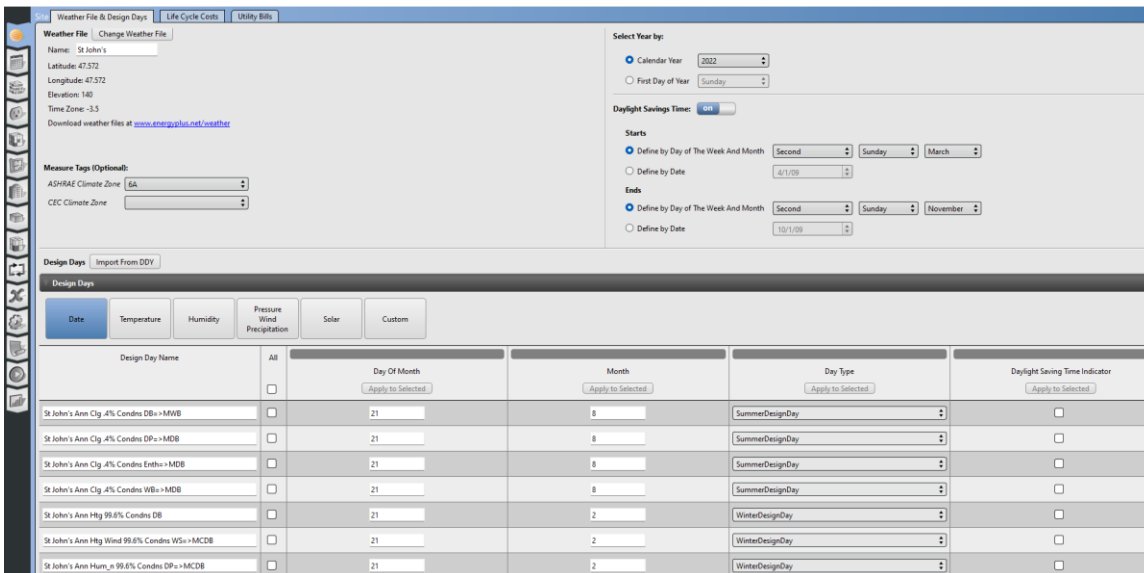 Site
Weather File & Design Days
Life Cycle Costs
Utility Bills
Weather File
Change Weather File
Name: St John's
Latitude: 47.572
Longitude: 47.572
Elevation: 140
Time Zone: -3.5
Download weather files at www.energyplus.net/weather
Measure Tags (Optional):
ASHRAE Climate Zone 6A
CEC Climate Zone
Select Year by:
Calendar Year 2022
First Day of Year Sunday
Daylight Savings Time: on
Starts
Define by Day of The Week And Month Second Sunday March
Define by Date 4/1/09
Ends
Define by Day of The Week And Month Second Sunday November
Define by Date 10/1/09
Design Days Import From DDY
Design Days
Date
Temperature
Humidity
Pressure
Wind
Precipitation
Solar
Custom
Design Day Name All Day Of Month Month Day Type Daylight Saving Time Indicator
Apply to Selected Apply to Selected Apply to Selected Apply to Selected
St John's Ann Clg .4% Condns DB=>MWB 21 8 SummerDesignDay
St John's Ann Clg .4% Condns DP=>MDB 21 8 SummerDesignDay
St John's Ann Clg .4% Condns Enth=>MDB 21 8 SummerDesignDay
St John's Ann Clg .4% Condns WB=>MDB 21 8 SummerDesignDay
St John's Ann Htg 99.6% Condns DB 21 2 WinterDesignDay
St John's Ann Htg Wind 99.6% Condns WS=>MCDB 21 2 WinterDesignDay
St John's Ann Hum_n 99.6% Condns DP=>MCDB 21 2 WinterDesignDay